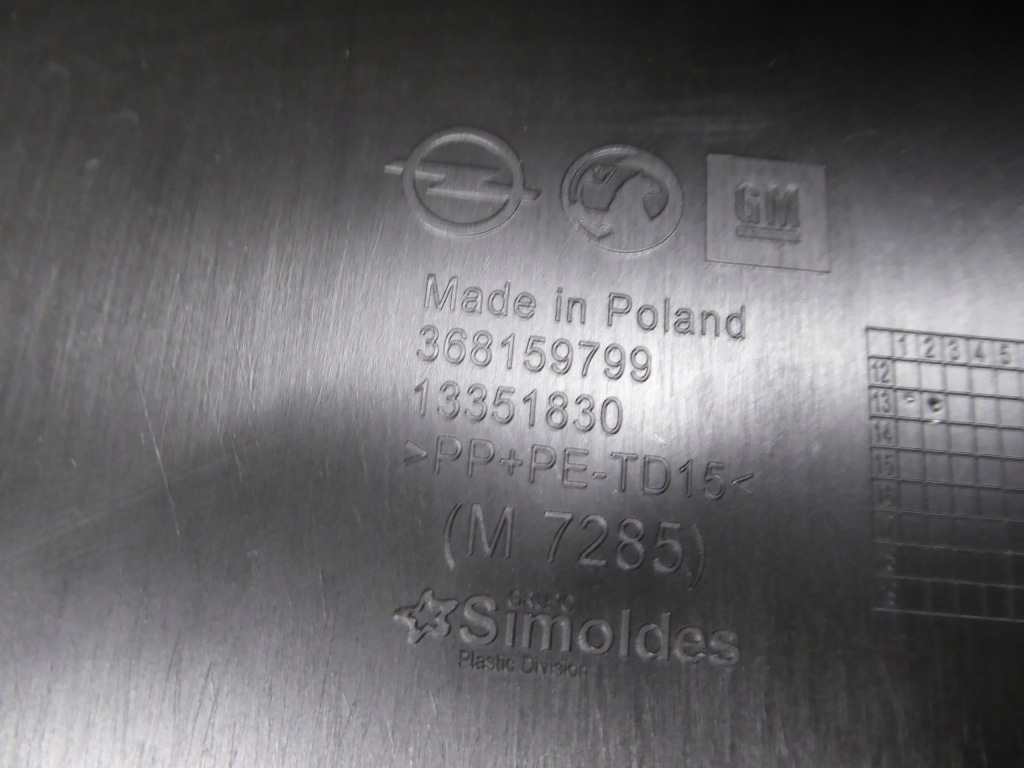 GM
Made in Poland
368159799
13351830
>PP+PE-TD15<
(M 7285)
Simoldes
Plastic Division
1 2 3 4 5
12
13
14
15